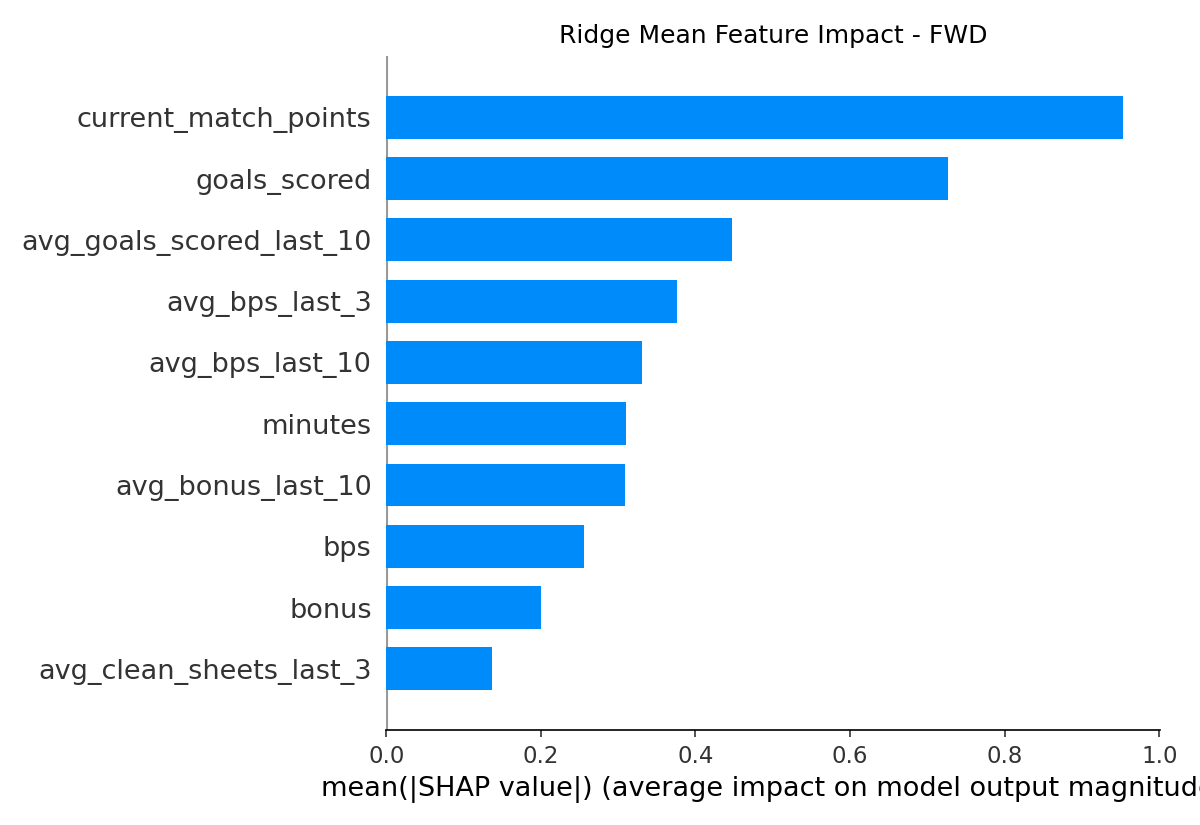 Ridge Mean Feature Impact - FWD
current_match_points
goals_scored
avg_goals_scored_last_10
avg_bps_last_3
avg_bps_last_10
minutes
avg_bonus_last_10
bps
bonus
avg_clean_sheets_last_3
0.0 0.2 0.4 0.6 0.8 1.0
mean(|SHAP value|) (average impact on model output magnitude